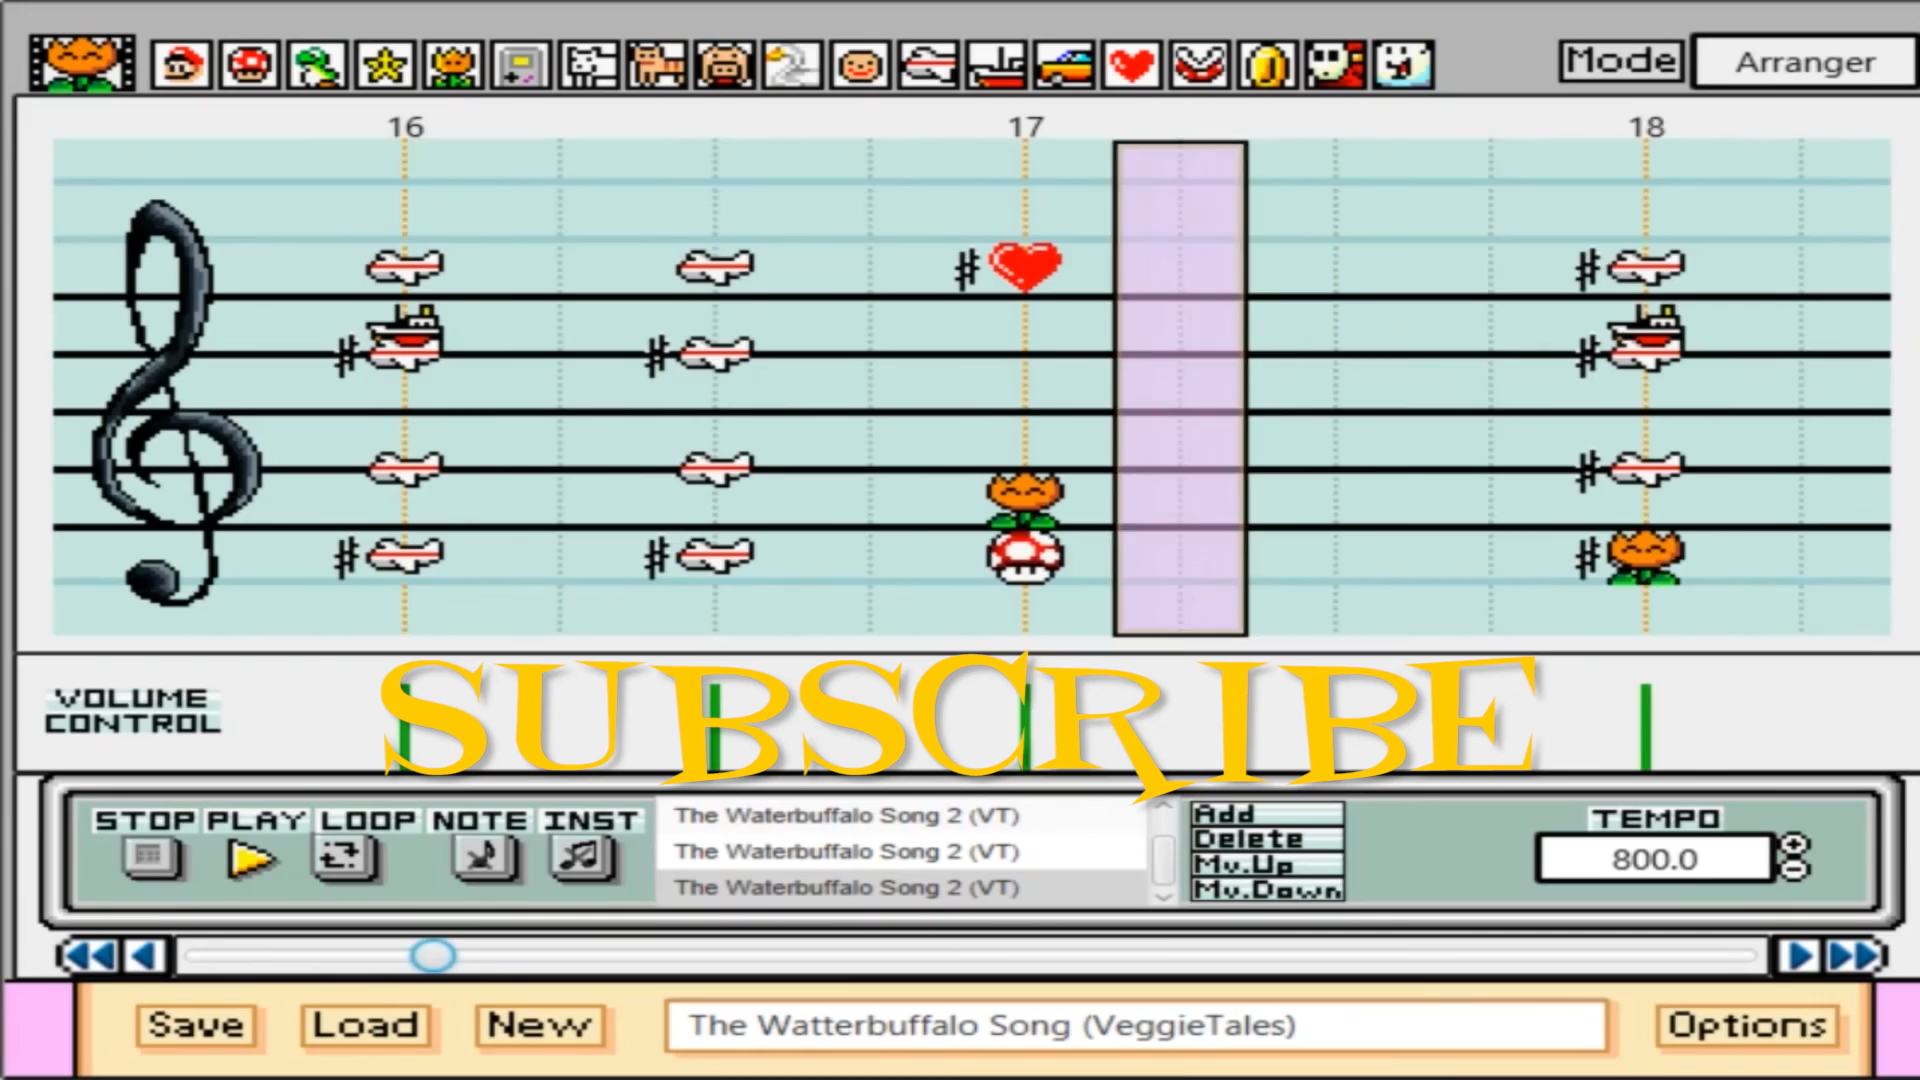 Mode
Arranger
16
17
18
VOLUME
CONTROL
SUBSCRIBE
STOP PLAY LOOP NOTE INST
The Waterbuffalo Song 2 (VT)
The Waterbuffalo Song 2 (VT)
The Waterbuffalo Song 2 (VT)
Add
Delete
Mv.Up
Mv.Down
TEMPO
800.0
Save
Load
New
The Watterbuffalo Song (VeggieTales)
Options